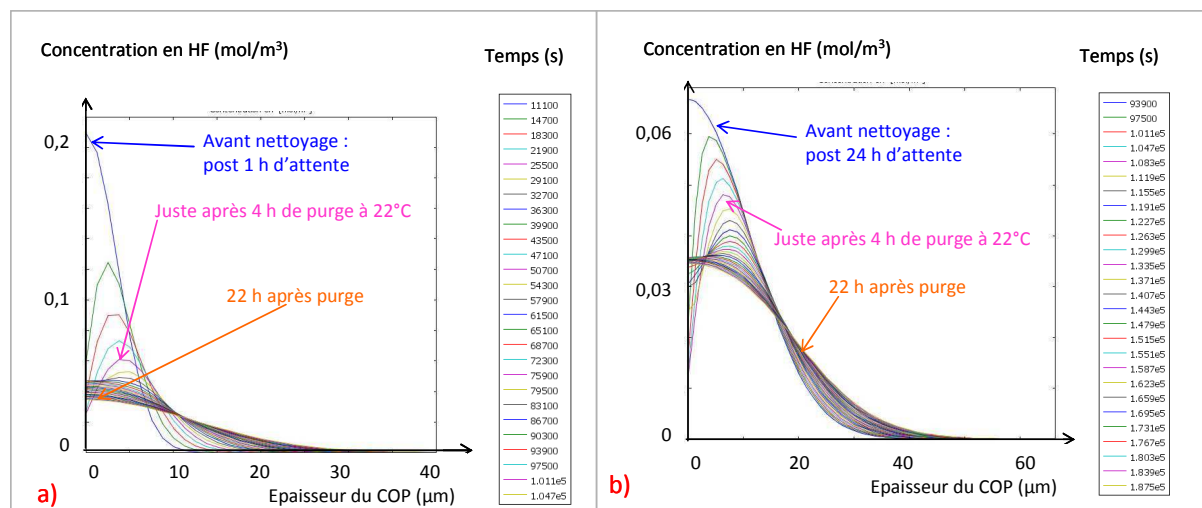 Concentration en HF (mol/m³)
Temps (s)
0,2
0,1
0
Avant nettoyage :
post 1 h d'attente
Juste après 4 h de purge à 22°C
22 h après purge
0
10
20
30
40
Epaisseur du COP (µm)
a)
11100
14700
18300
21900
25500
29100
32700
36300
39900
43500
47100
50700
54300
57900
61500
65100
68700
72300
75900
79500
83100
86700
90300
93900
97500
1.011e5
1.047e5
Concentration en HF (mol/m³)
Temps (s)
0,06
0,03
0
Avant nettoyage :
post 24 h d'attente
Juste après 4 h de purge à 22°C
22 h après purge
0
20
40
60
Epaisseur du COP (µm)
b)
93900
97500
1.011e5
1.047e5
1.083e5
1.119e5
1.155e5
1.191e5
1.227e5
1.263e5
1.299e5
1.335e5
1.371e5
1.407e5
1.443e5
1.479e5
1.515e5
1.551e5
1.587e5
1.623e5
1.659e5
1.695e5
1.731e5
1.767e5
1.803e5
1.839e5
1.875e5